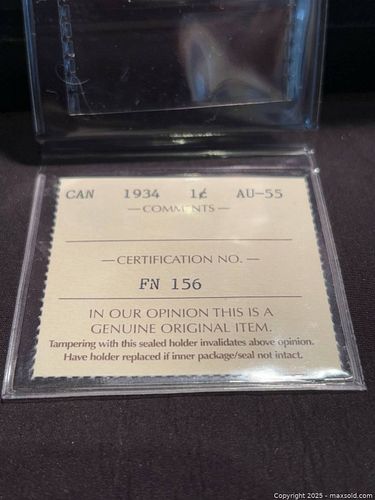 CAN 1934 1¢ AU-55
—COMMENTS—
—CERTIFICATION NO.—
FN 156
IN OUR OPINION THIS IS A
GENUINE ORIGINAL ITEM.
Tampering with this sealed holder invalidates above opinion.
Have holder replaced if inner package/seal not intact.
Copyright 2025 - maxsold.com